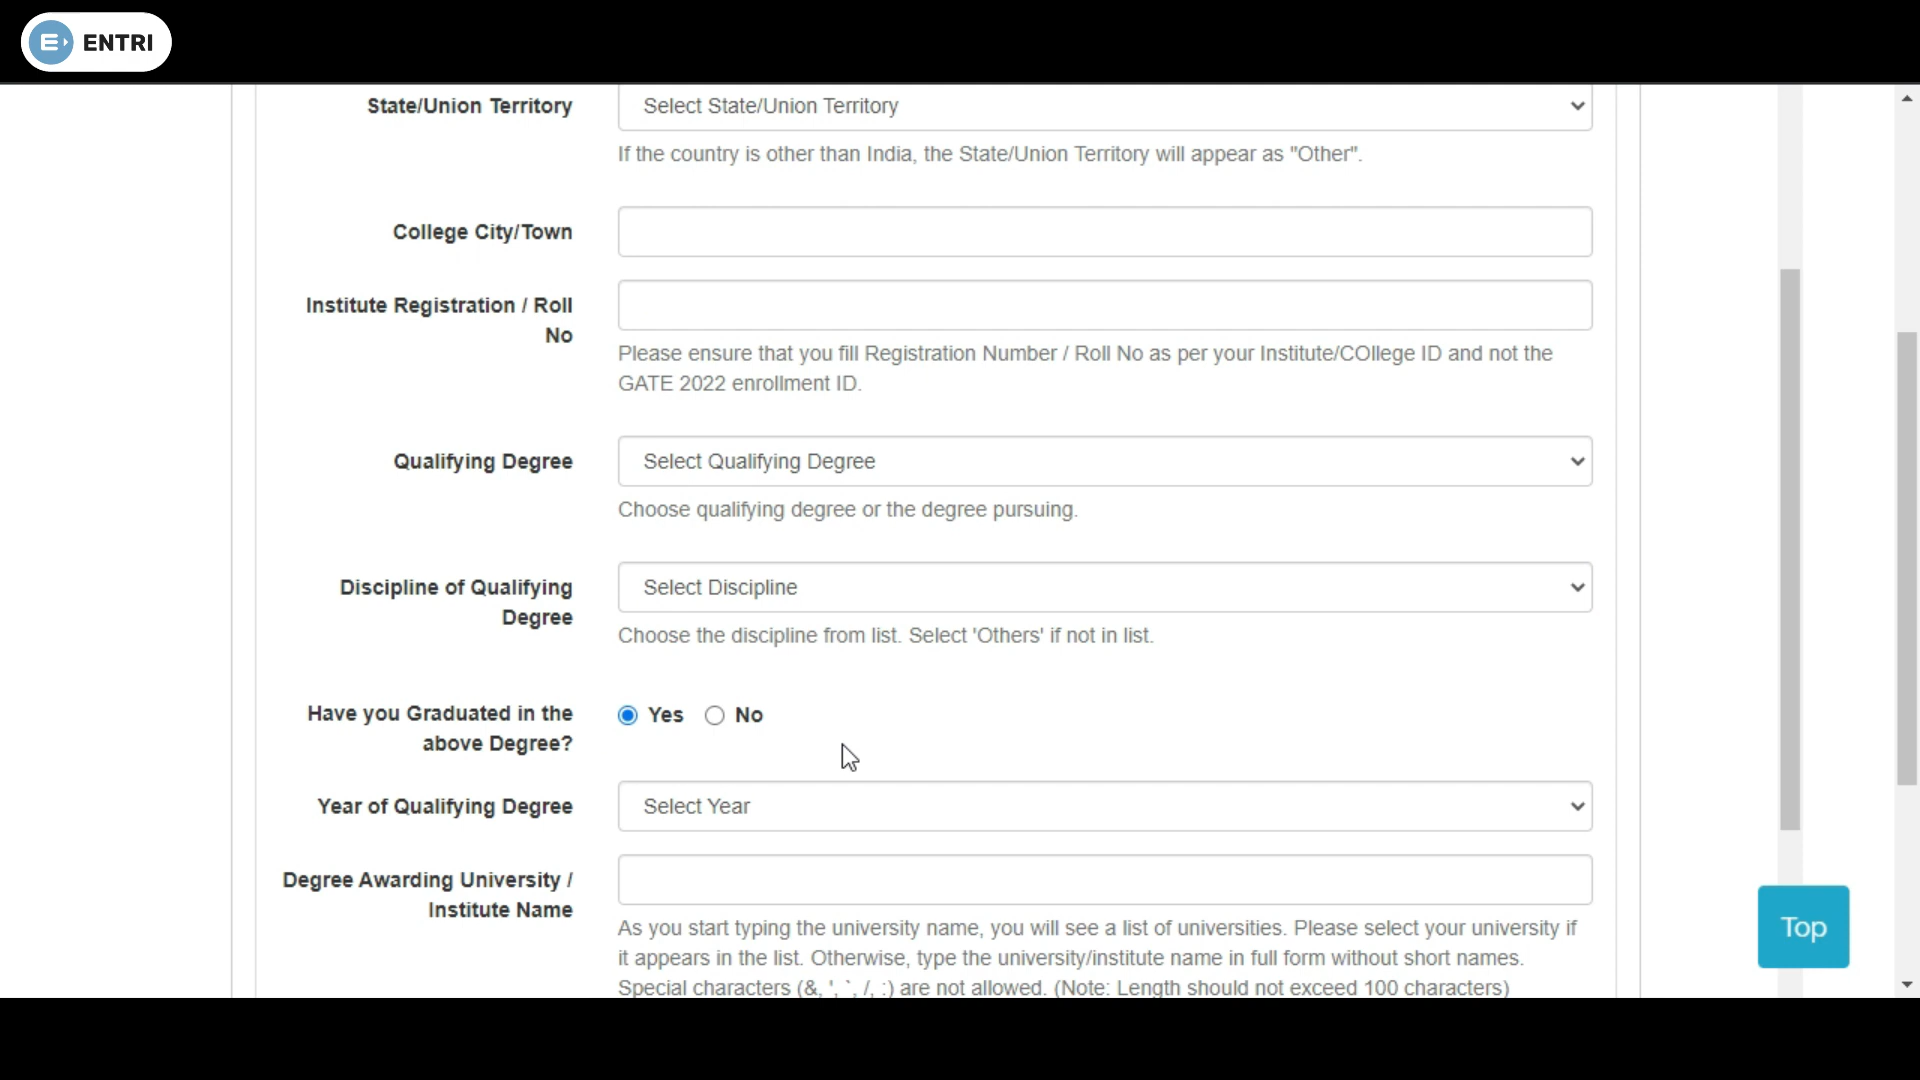 ENTRI
State/Union Territory
Select State/Union Territory
If the country is other than India, the State/Union Territory will appear as "Other".
College City/Town
Institute Registration / Roll
No
Please ensure that you fill Registration Number / Roll No as per your Institute/COllege ID and not the
GATE 2022 enrollment ID.
Qualifying Degree
Select Qualifying Degree
Choose qualifying degree or the degree pursuing.
Discipline of Qualifying
Degree
Select Discipline
Choose the discipline from list. Select 'Others' if not in list.
Have you Graduated in the
above Degree?
Yes No
Year of Qualifying Degree
Select Year
Degree Awarding University /
Institute Name
As you start typing the university name, you will see a list of universities. Please select your university if
it appears in the list. Otherwise, type the university/institute name in full form without short names.
Special characters (&, ', `, /, :) are not allowed. (Note: Length should not exceed 100 characters)
Top